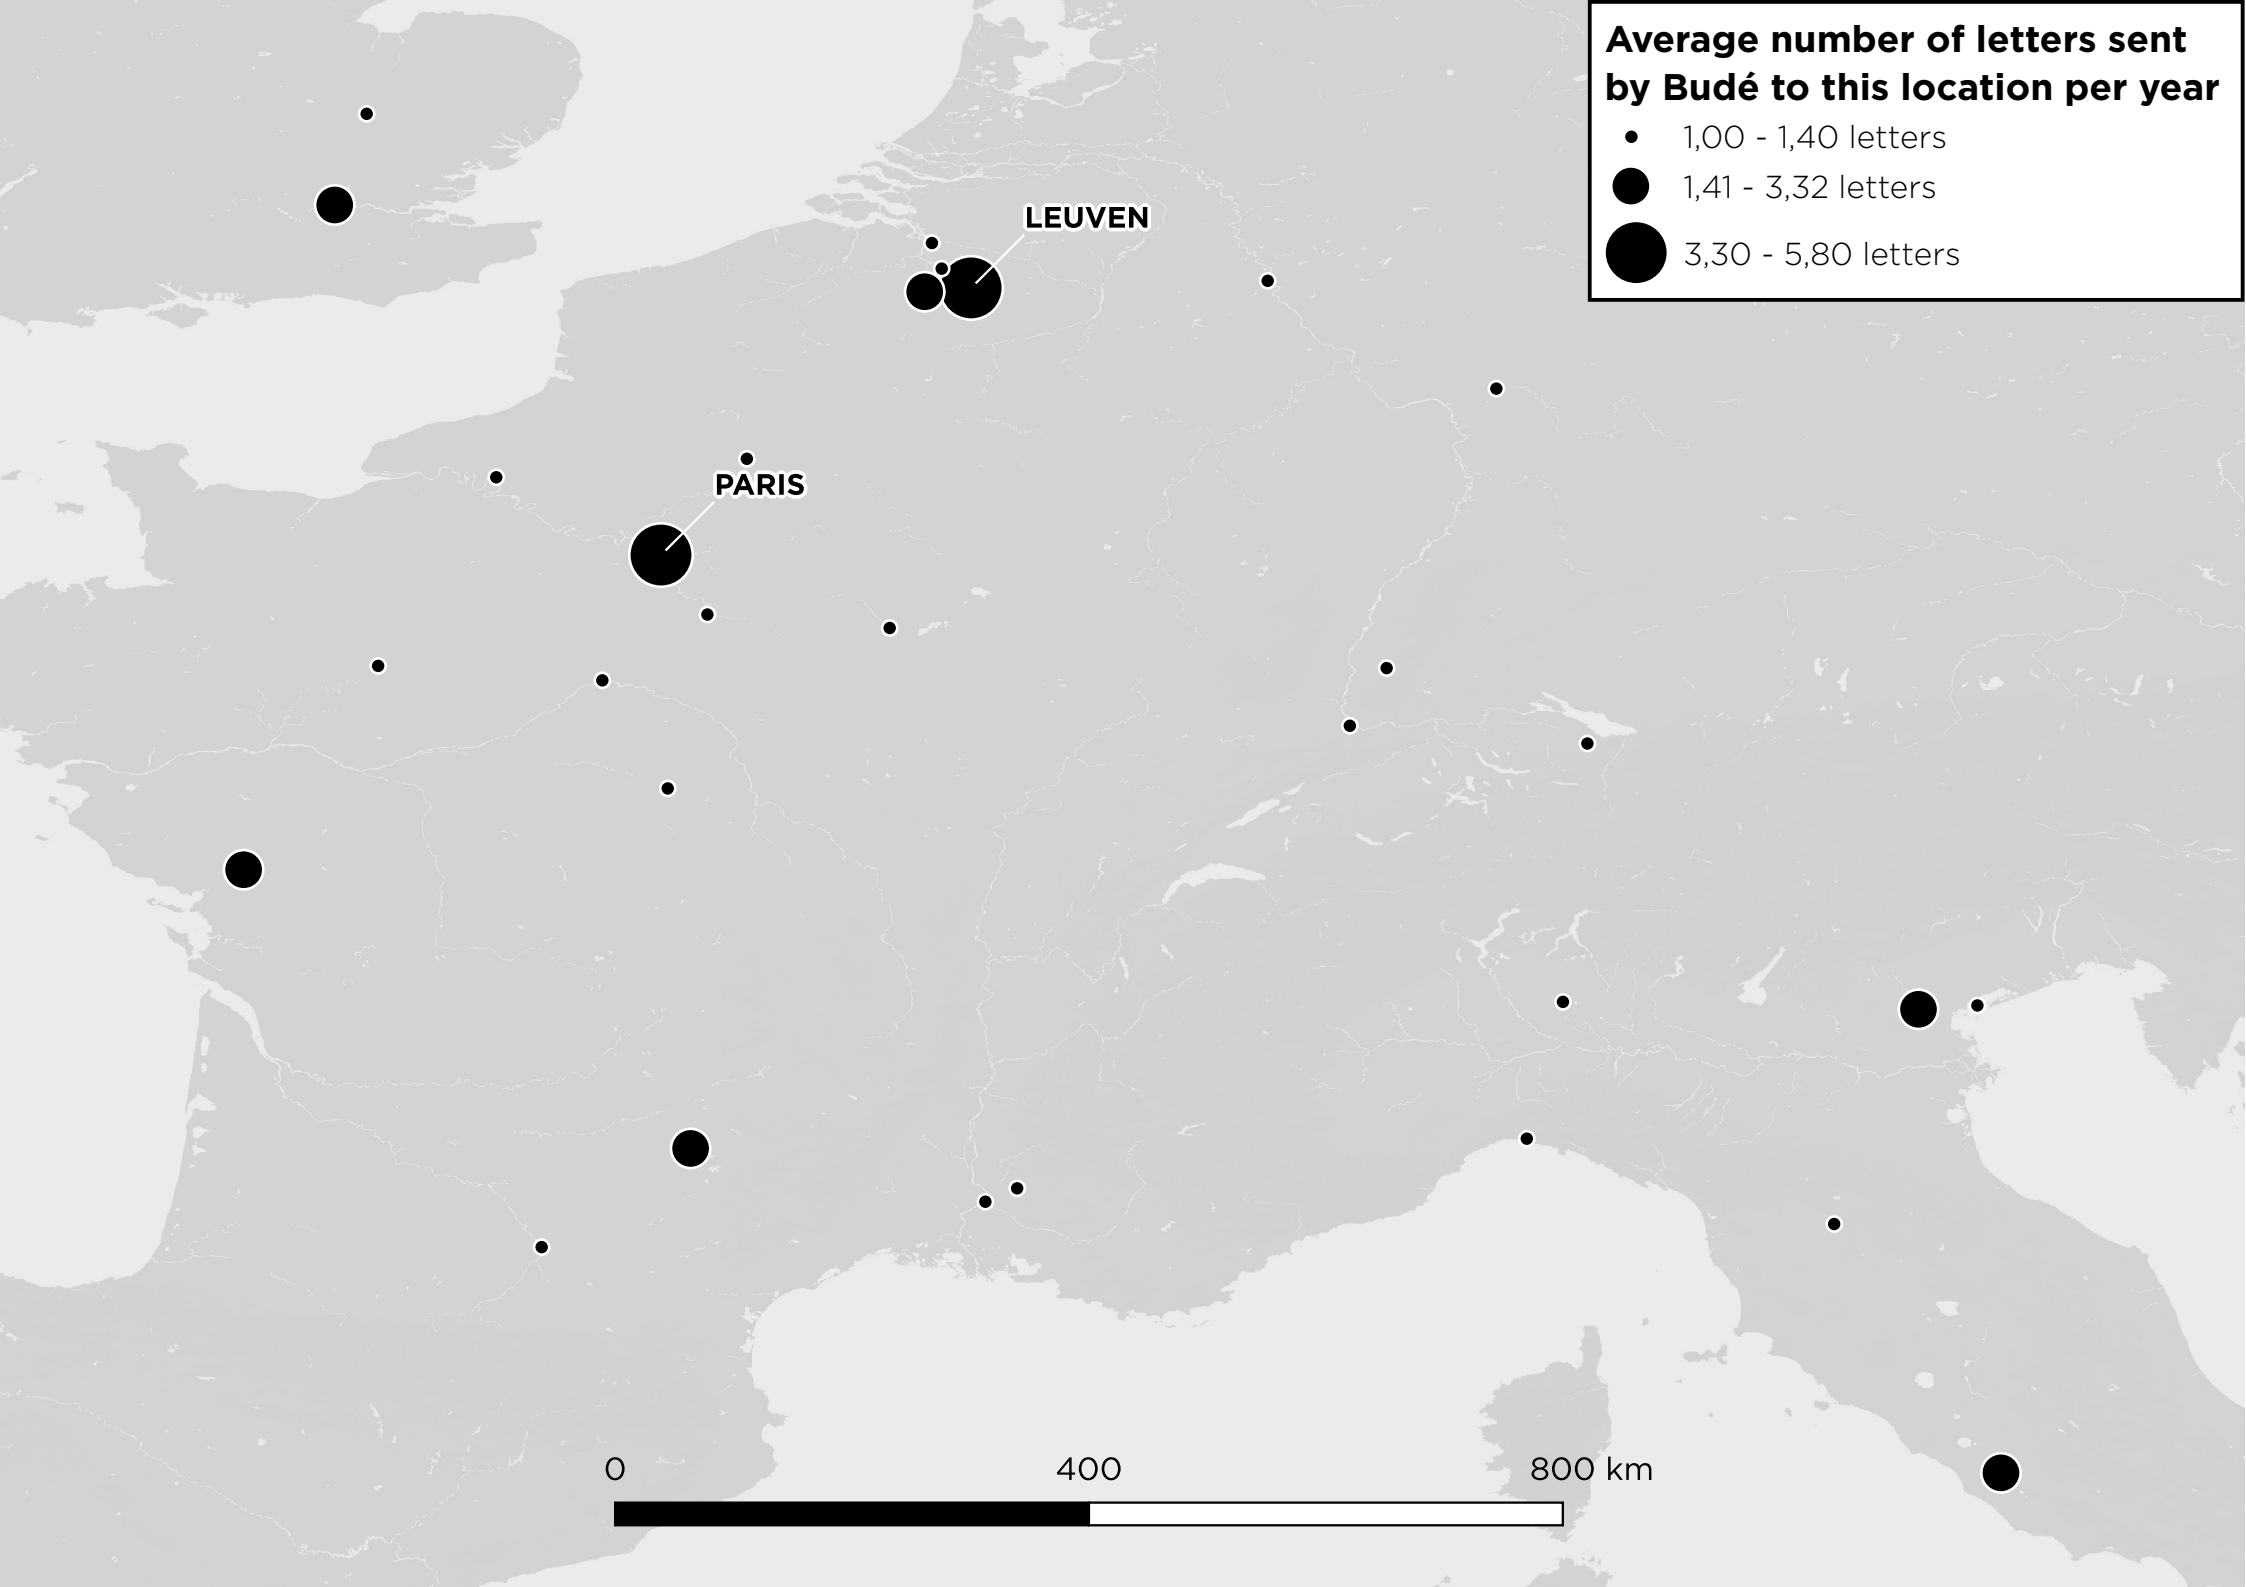 Average number of letters sent
by Budé to this location per year
1,00 - 1,40 letters
1,41 - 3,32 letters
3,30 - 5,80 letters
LEUVEN
PARIS
0 400 800 km